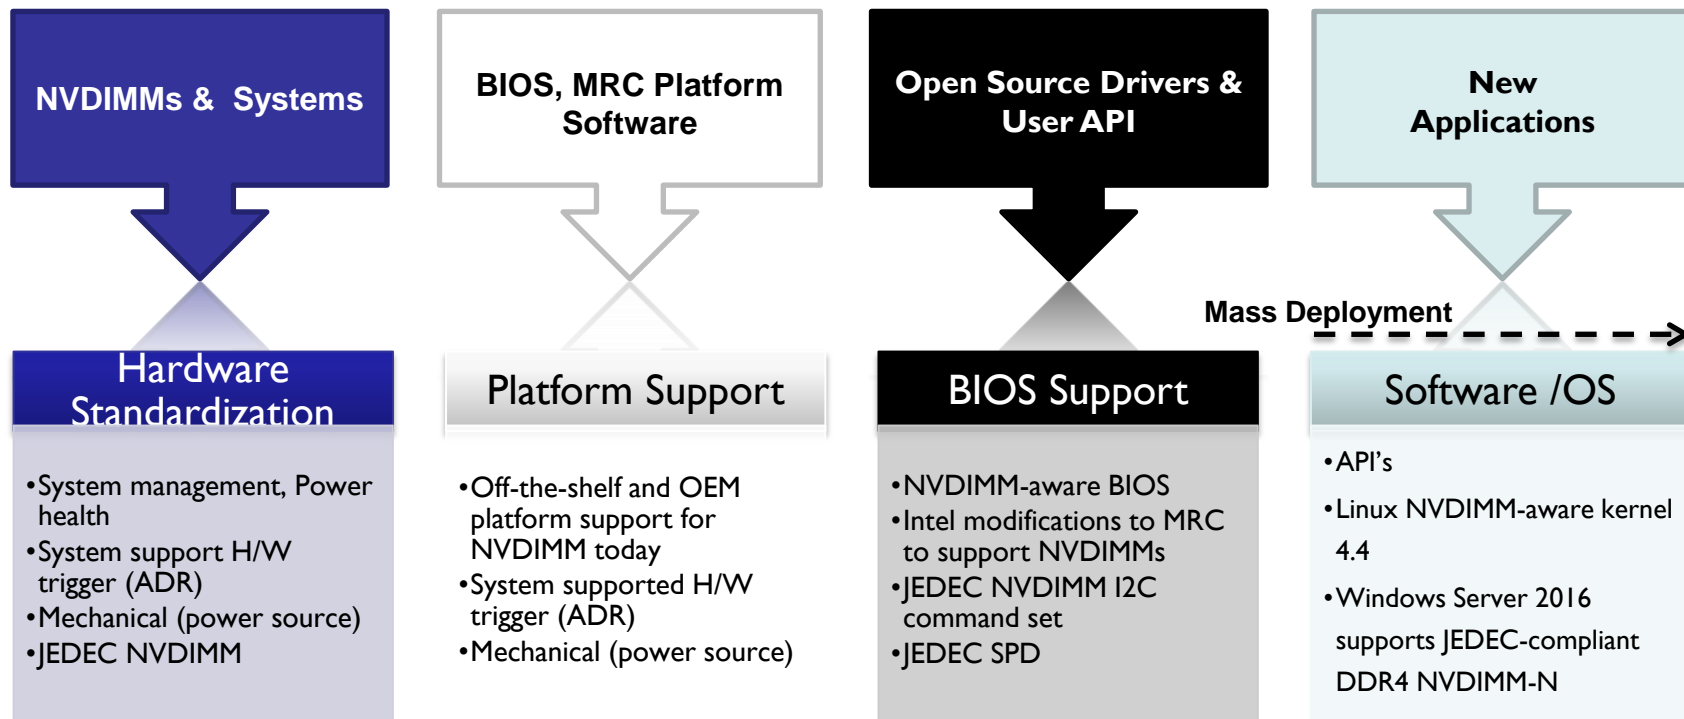 NVDIMMs & Systems
BIOS, MRC Platform
Software
Open Source Drivers &
User API
New
Applications
Mass Deployment
Hardware
Standardization
•System management, Power
health
•System support H/W
trigger (ADR)
•Mechanical (power source)
•JEDEC NVDIMM
Platform Support
•Off-the-shelf and OEM
platform support for
NVDIMM today
•System supported H/W
trigger (ADR)
•Mechanical (power source)
BIOS Support
•NVDIMM-aware BIOS
•Intel modifications to MRC
to support NVDIMMs
•JEDEC NVDIMM I2C
command set
•JEDEC SPD
Software /OS
•API's
•Linux NVDIMM-aware kernel
4.4
•Windows Server 2016
supports JEDEC-compliant
DDR4 NVDIMM-N